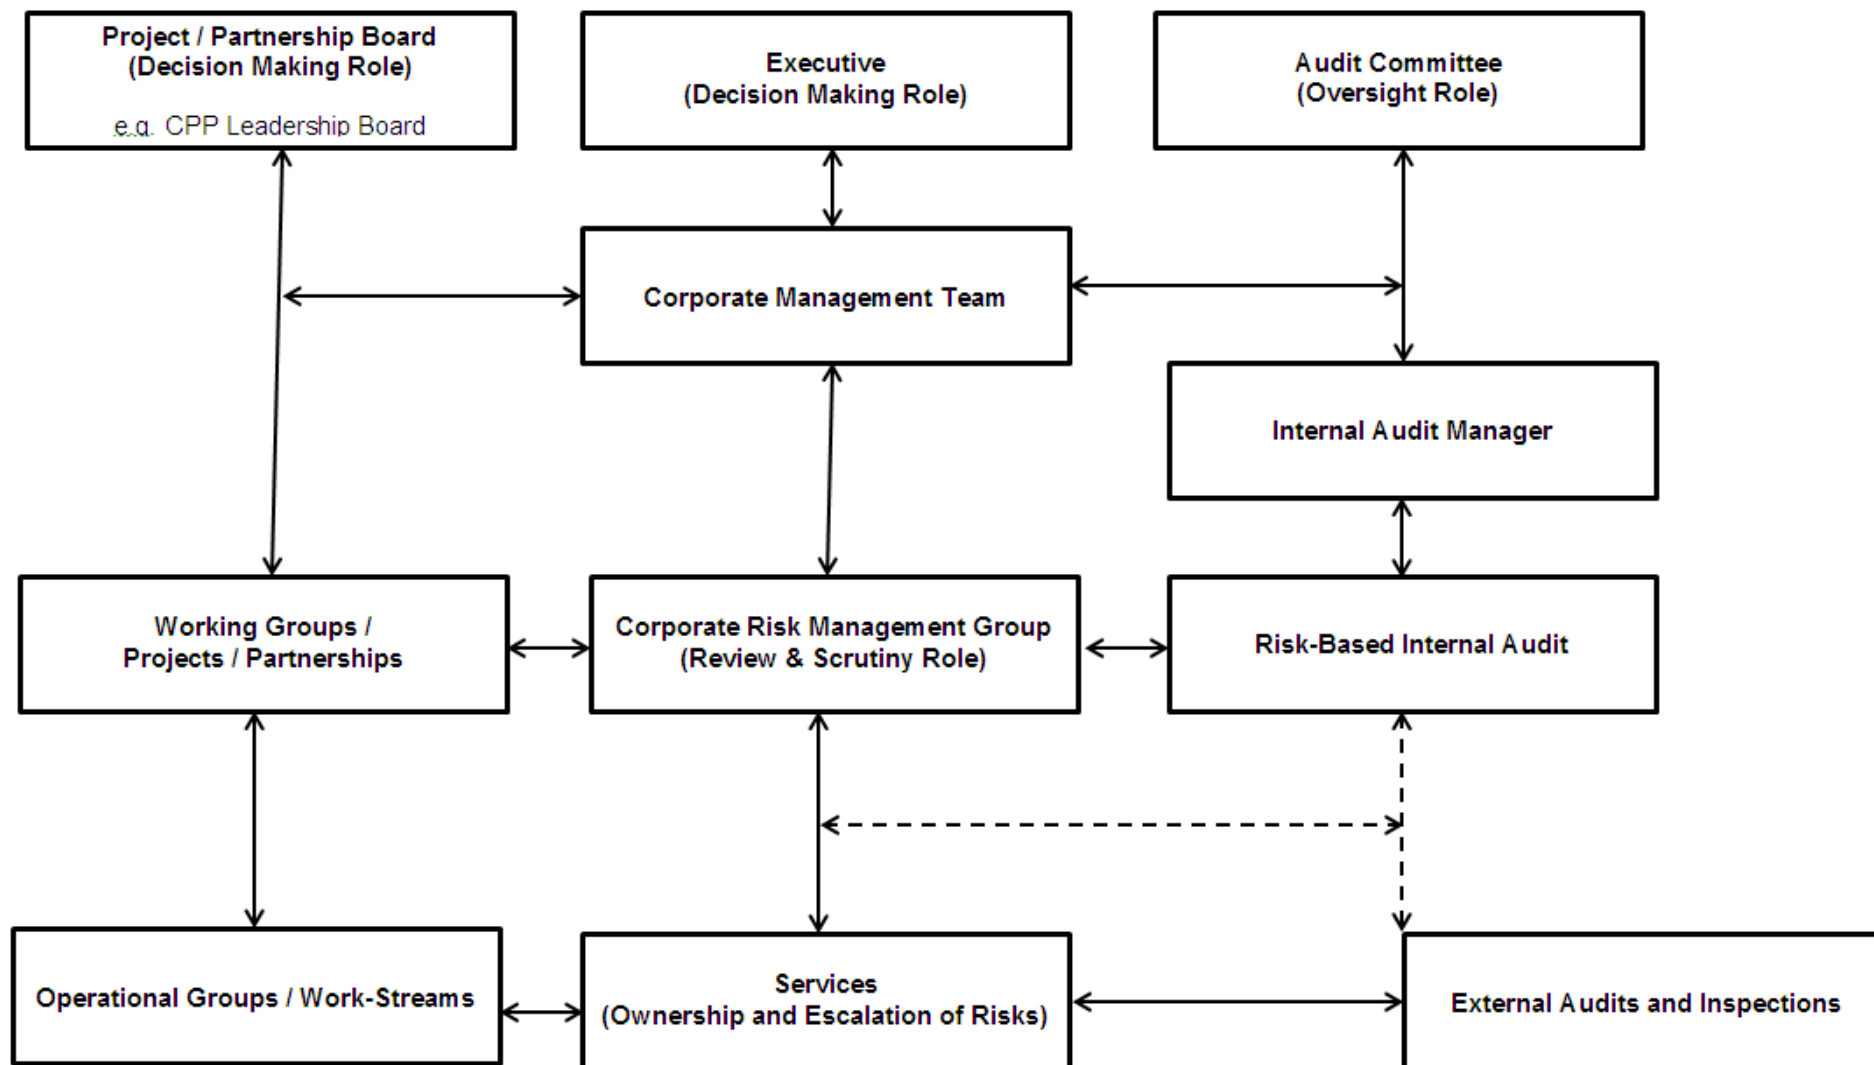 Project / Partnership Board
(Decision Making Role)
e.g. CPP Leadership Board
Executive
(Decision Making Role)
Audit Committee
(Oversight Role)
Corporate Management Team
Internal Audit Manager
Working Groups /
Projects / Partnerships
Corporate Risk Management Group
(Review & Scrutiny Role)
Risk-Based Internal Audit
Operational Groups / Work-Streams
Services
(Ownership and Escalation of Risks)
External Audits and Inspections